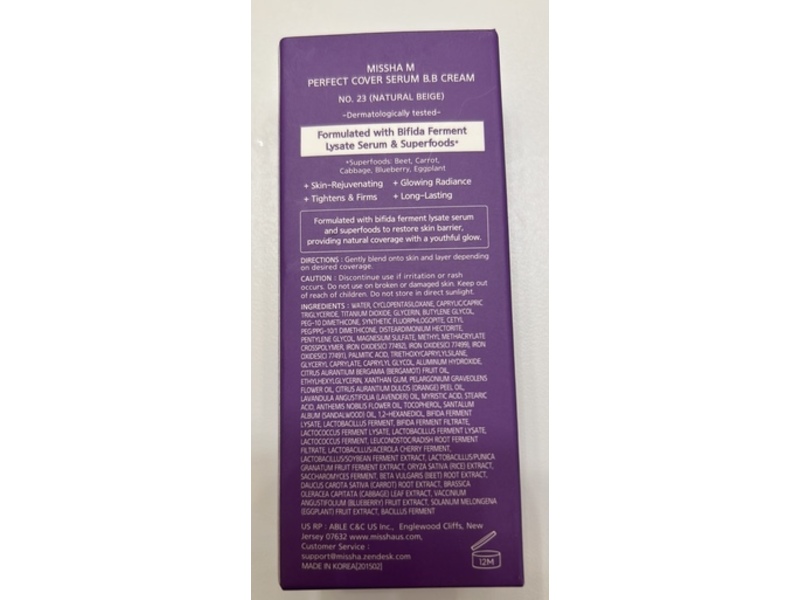 MISSHA M
PERFECT COVER SERUM B.B CREAM
NO. 23 (NATURAL BEIGE)
~Dermatologically tested~
Formulated with Bifida Ferment
Lysate Serum & Superfoods*
*Superfoods: Beet, Carrot,
Cabbage, Blueberry, Eggplant
+ Skin-Rejuvenating + Glowing Radiance
+ Tightens & Firms + Long-Lasting
Formulated with bifida ferment lysate serum
and superfoods to restore skin barrier,
providing natural coverage with a youthful glow.
DIRECTIONS : Gently blend onto skin and layer depending
on desired coverage.
CAUTION : Discontinue use if irritation or rash
occurs. Do not use on broken or damaged skin. Keep out
of reach of children. Do not store in direct sunlight.
INGREDIENTS : WATER, CYCLOPENTASILOXANE, CAPRYLIC/CAPRIC
TRIGLYCERIDE, TITANIUM DIOXIDE, GLYCERIN, BUTYLENE GLYCOL,
PEG-10 DIMETHICONE, SYNTHETIC FLUORPHLOGOPITE, CETYL
PEG/PPG-10/1 DIMETHICONE, DISTEARDIMONIUM HECTORITE,
PENTYLENE GLYCOL, MAGNESIUM SULFATE, METHYL METHACRYLATE
CROSSPOLYMER, IRON OXIDES(CI 77492), IRON OXIDES(CI 77499), IRON
OXIDES(CI 77491), PALMITIC ACID, TRIETHOXYCAPRYLYLSILANE,
GLYCERYL CAPRYLATE, CAPRYLYL GLYCOL, ALUMINUM HYDROXIDE,
CITRUS AURANTIUM BERGAMIA (BERGAMOT) FRUIT OIL,
ETHYLHEXYLGLYCERIN, XANTHAN GUM, PELARGONIUM GRAVEOLENS
FLOWER OIL, CITRUS AURANTIUM DULCIS (ORANGE) PEEL OIL,
LAVANDULA ANGUSTIFOLIA (LAVENDER) OIL, MYRISTIC ACID, STEARIC
ACID, ANTHEMIS NOBILIS FLOWER OIL, TOCOPHEROL, SANTALUM
ALBUM (SANDALWOOD) OIL, 1,2-HEXANEDIOL, BIFIDA FERMENT
LYSATE, LACTOBACILLUS FERMENT, BIFIDA FERMENT FILTRATE,
LACTOCOCCUS FERMENT LYSATE, LACTOBACILLUS FERMENT LYSATE,
LACTOCOCCUS FERMENT, LEUCONOSTOC/RADISH ROOT FERMENT
FILTRATE, LACTOBACILLUS/ACEROLA CHERRY FERMENT,
LACTOBACILLUS/SOYBEAN FERMENT EXTRACT, LACTOBACILLUS/PUNICA
GRANATUM FRUIT FERMENT EXTRACT, ORYZA SATIVA (RICE) EXTRACT,
SACCHAROMYCES FERMENT, BETA VULGARIS (BEET) ROOT EXTRACT,
DAUCUS CAROTA SATIVA (CARROT) ROOT EXTRACT, BRASSICA
OLERACEA CAPITATA (CABBAGE) LEAF EXTRACT, VACCINIUM
ANGUSTIFOLIUM (BLUEBERRY) FRUIT EXTRACT, SOLANUM MELONGENA
(EGGPLANT) FRUIT EXTRACT, BACILLUS FERMENT
US RP : ABLE C&C US Inc., Englewood Cliffs, New
Jersey 07632 www.misshaus.com,
Customer Service :
support@missha.zendesk.com
MADE IN KOREA[201502]
12M